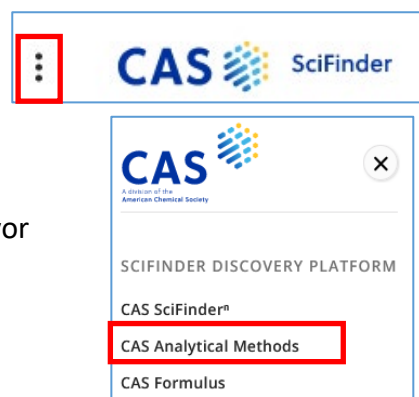 CAS SciFinder
CAS
A division of the
American Chemical Society
SCIFINDER DISCOVERY PLATFORM
CAS SciFinderⁿ
CAS Analytical Methods
CAS Formulus